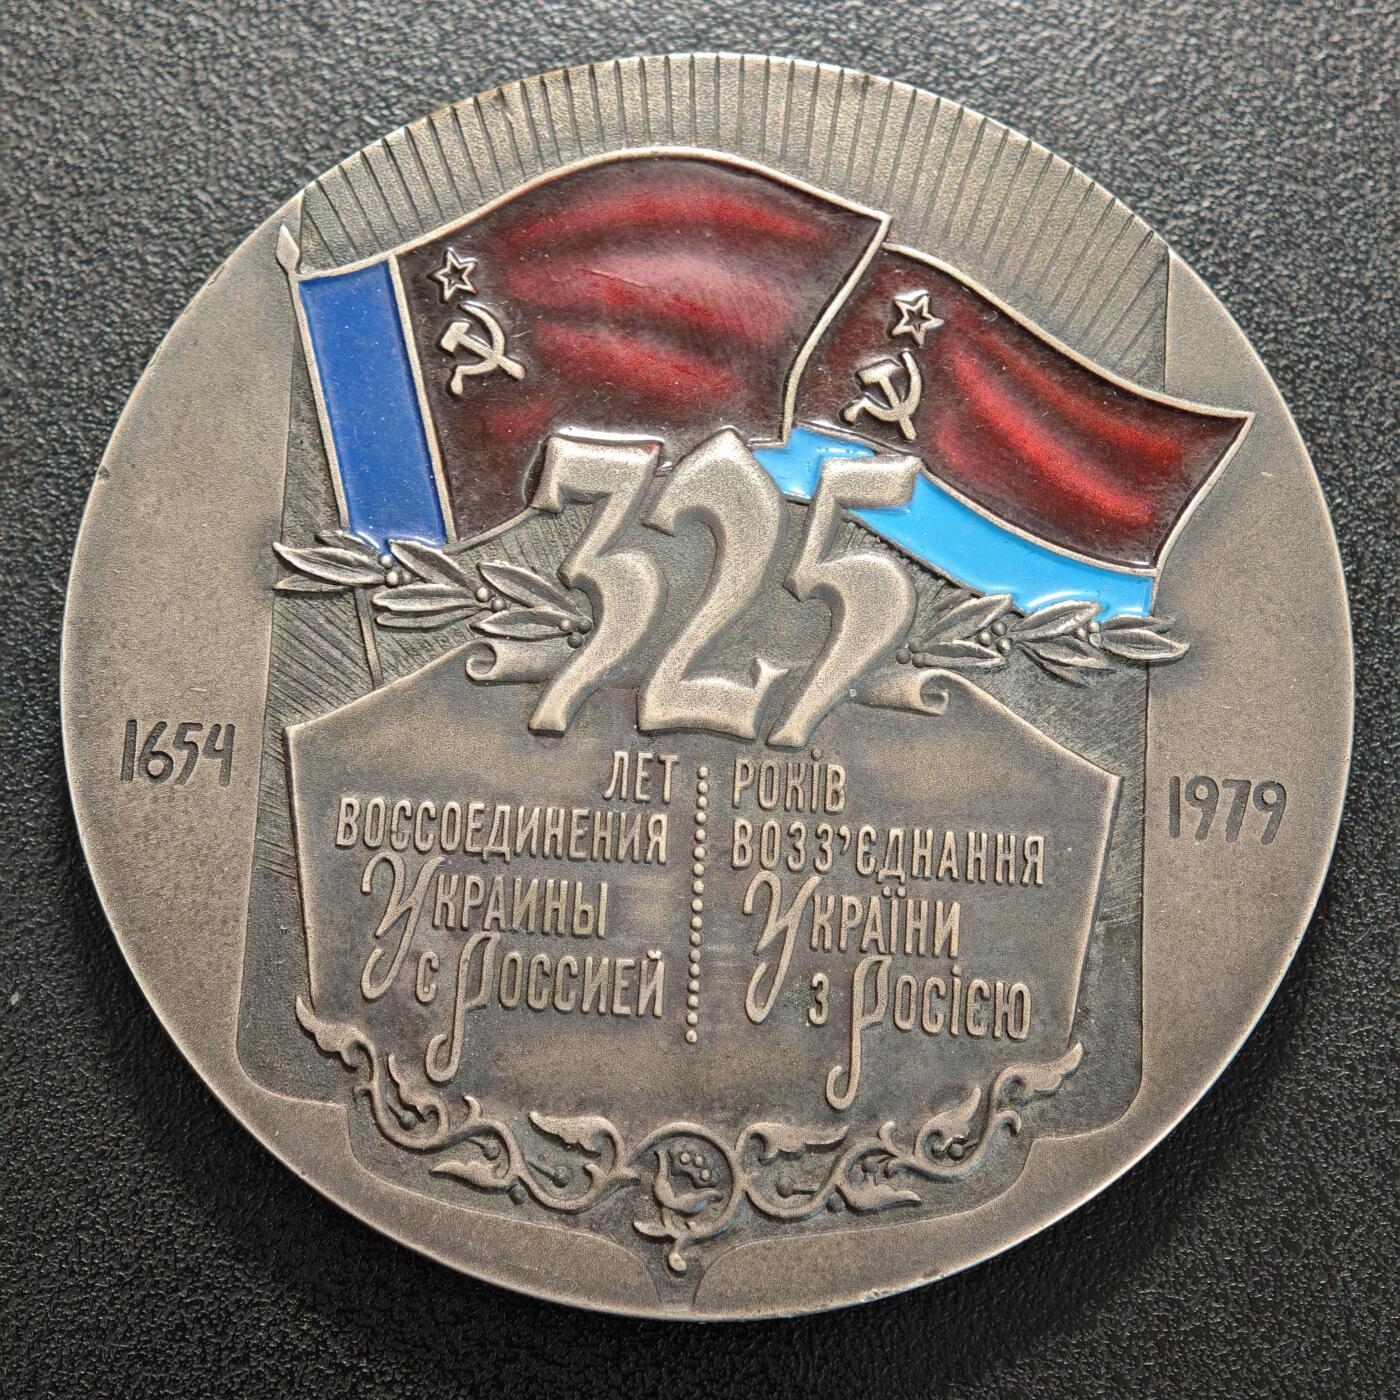 325
1654
ЛЕТ
ВОССОЕДИНЕНИЯ
УКРАИНЫ
С РОССИЕЙ
РОКІВ
ВОЗЗ’ЄДНАННЯ
УКРАЇНИ
З РОСІЄЮ
1979